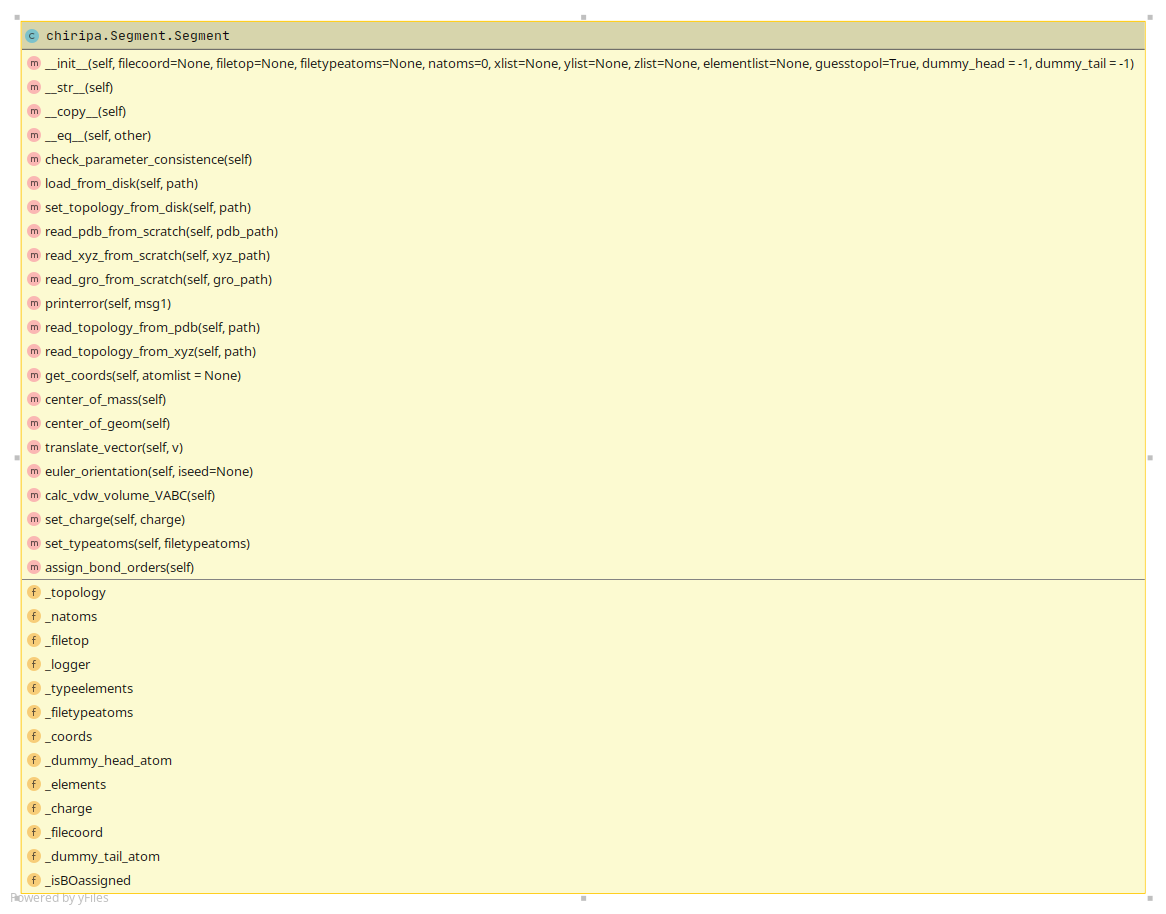 C chiripa.Segment.Segment
m __init__(self, filecoord=None, filetop=None, filetypeatoms=None, natoms=0, xlist=None, ylist=None, zlist=None, elementlist=None, guesstopol=True, dummy_head = -1, dummy_tail = -1)
m __str__(self)
m __copy__(self)
m __eq__(self, other)
m check_parameter_consistence(self)
m load_from_disk(self, path)
m set_topology_from_disk(self, path)
m read_pdb_from_scratch(self, pdb_path)
m read_xyz_from_scratch(self, xyz_path)
m read_gro_from_scratch(self, gro_path)
m printerror(self, msg1)
m read_topology_from_pdb(self, path)
m read_topology_from_xyz(self, path)
m get_coords(self, atomlist = None)
m center_of_mass(self)
m center_of_geom(self)
m translate_vector(self, v)
m euler_orientation(self, iseed=None)
m calc_vdw_volume_VABC(self)
m set_charge(self, charge)
m set_typeatoms(self, filetypeatoms)
m assign_bond_orders(self)
f _topology
f _natoms
f _filetop
f _logger
f _typeelements
f _filetypeatoms
f _coords
f _dummy_head_atom
f _elements
f _charge
f _filecoord
f _dummy_tail_atom
f _isBOassigned
Powered by yFiles